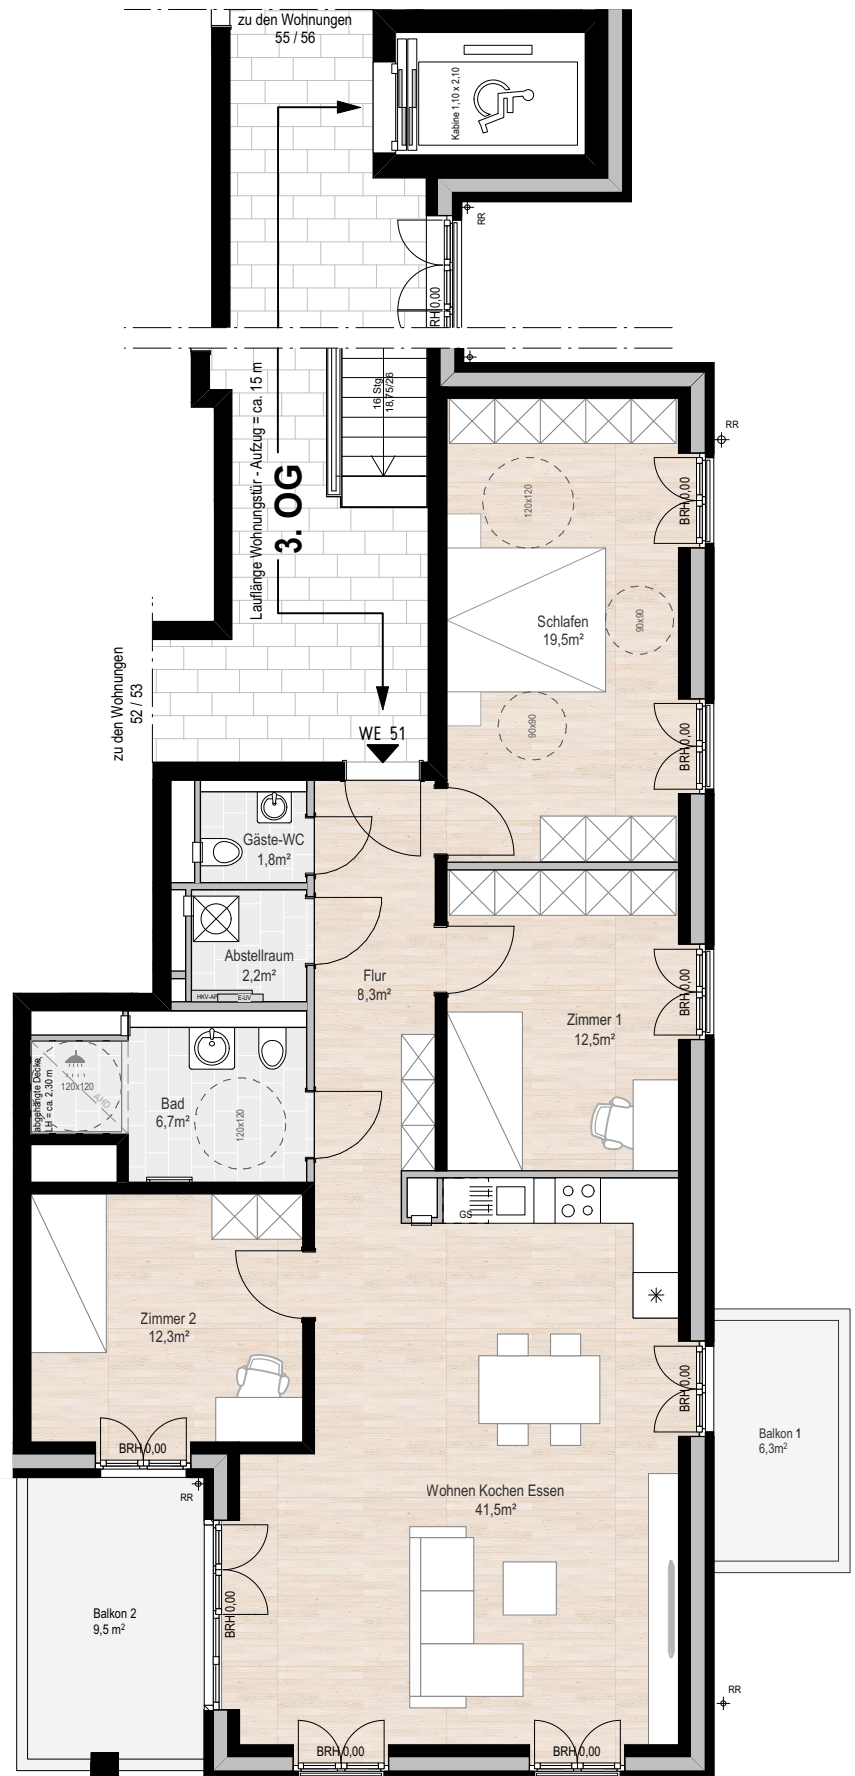 zu den Wohnungen
55 / 56
Kabine 1,10 x 2,10
RR
RH 0,00
16 Stg
18,75/26
Lauflänge Wohnungstür - Aufzug = ca. 15 m
3. OG
RR
BRH 0,00
120x120
Schlafen
19,5m²
90x90
90x90
zu den Wohnungen
52 / 53
WE 51
BRH 0,00
Gäste-WC
1,8m²
Abstellraum
2,2m²
HKV-AP
E-UV
Flur
8,3m²
BRH 0,00
Zimmer 1
12,5m²
abgehängte Decke
LH = ca. 2,30 m
120x120
AHD
Bad
6,7m²
120x120
GS
Zimmer 2
12,3m²
BRH 0,00
BRH 0,00
Balkon 1
6,3m²
Wohnen Kochen Essen
41,5m²
RR
Balkon 2
9,5 m²
BRH 0,00
RR
BRH 0,00
BRH 0,00